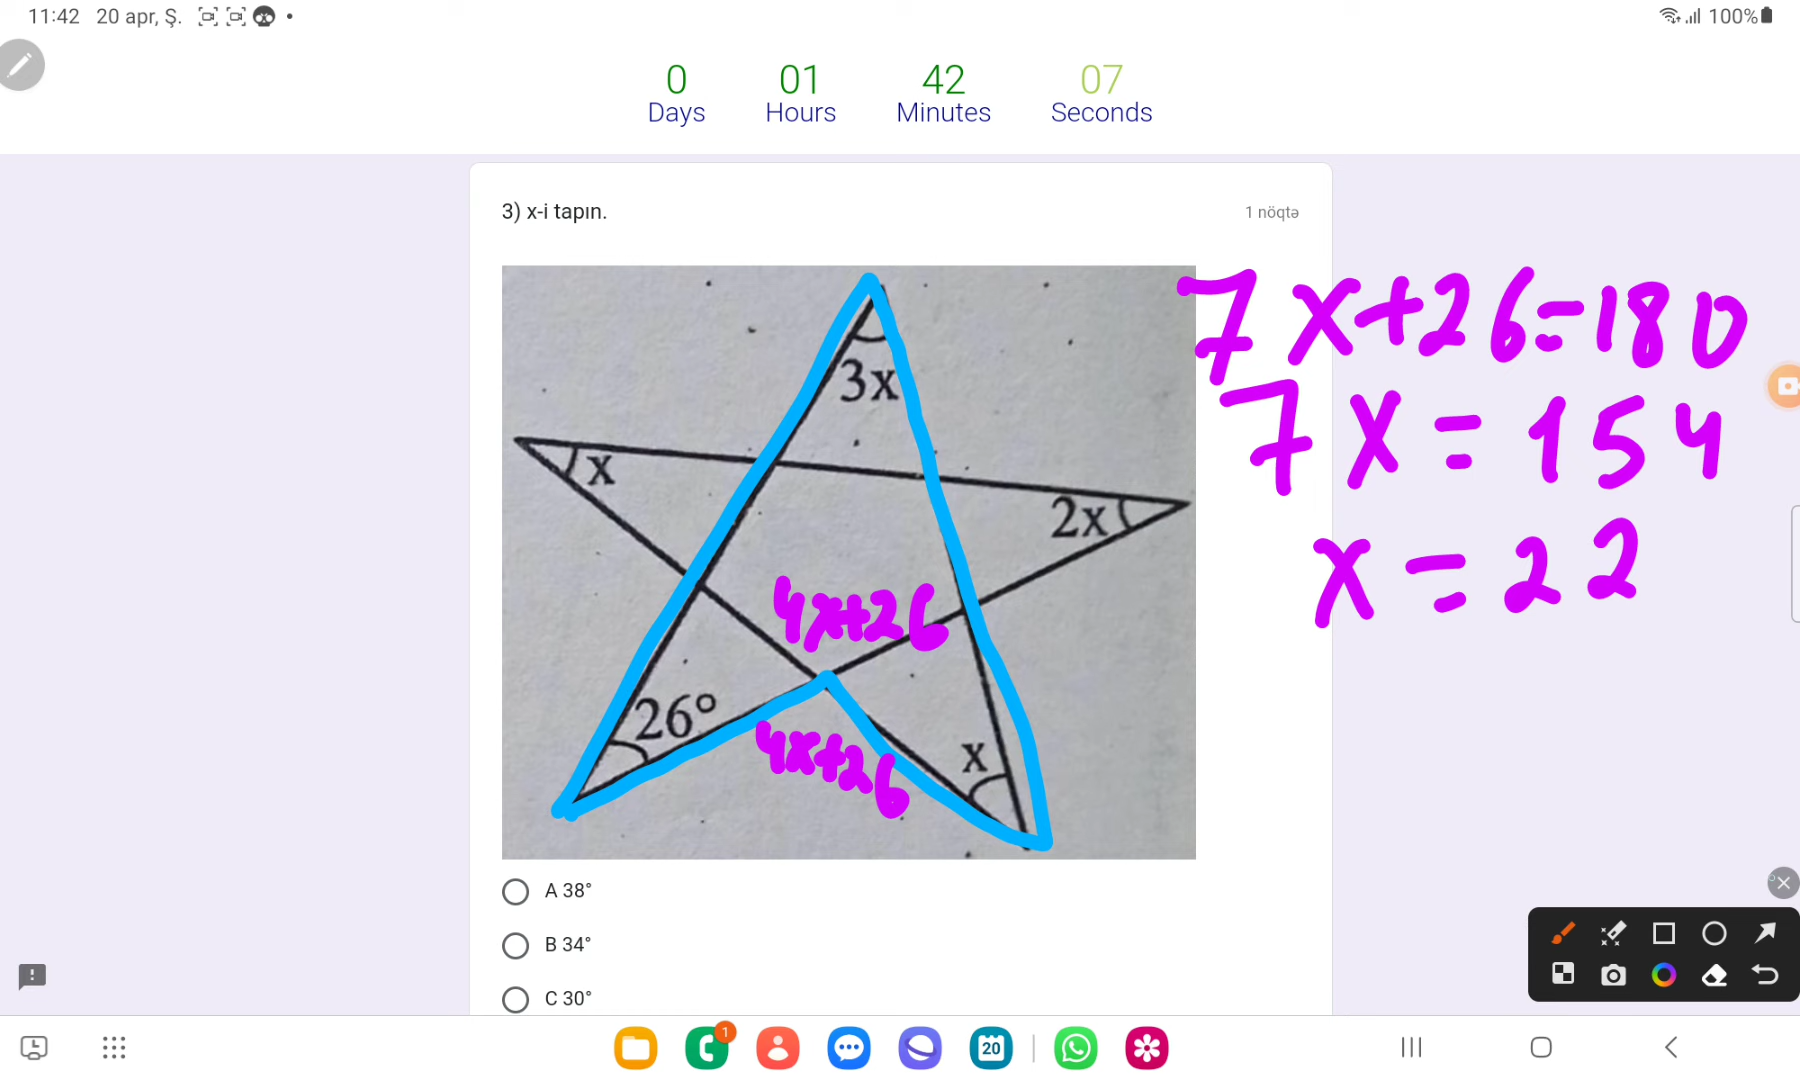 11:42 20 apr, Ş. 100%
0 01 42 07
Days Hours Minutes Seconds
3) x-i tapın. 1 nöqtə
3x
x
2x
4x+26
26°
4x+26
x
7x+26=180
7x=154
x=22
A 38°
B 34°
C 30°
1
20